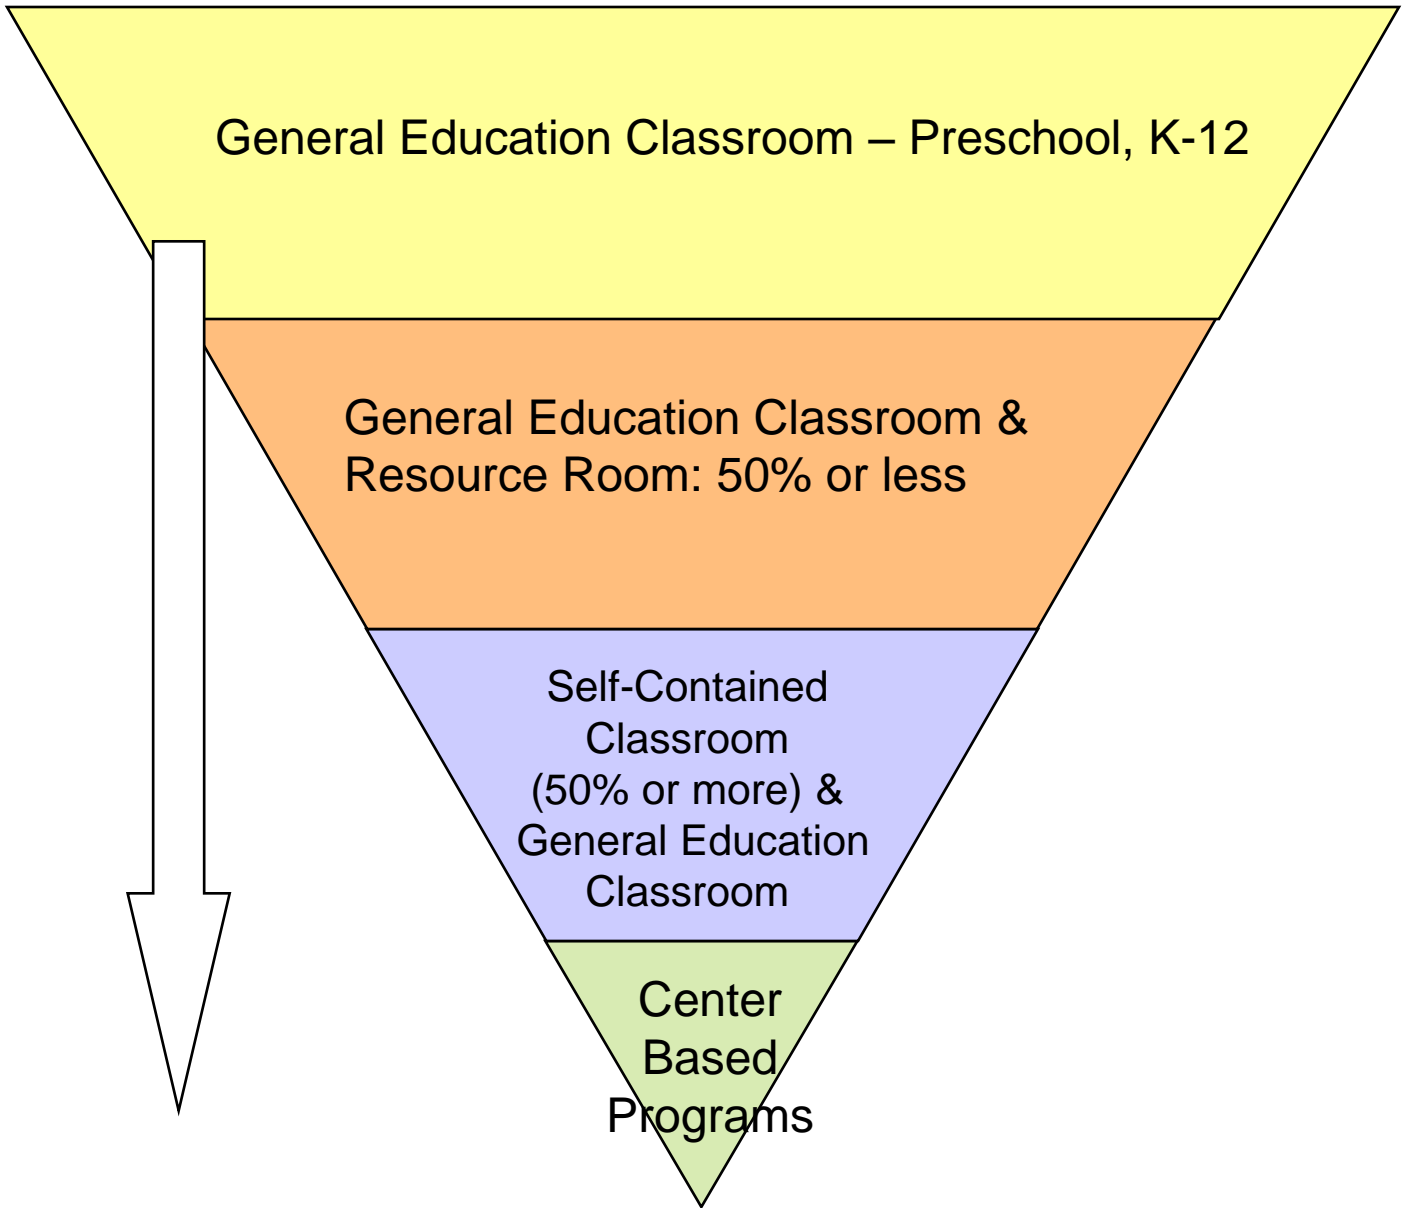 General Education Classroom – Preschool, K-12
General Education Classroom &
Resource Room: 50% or less
Self-Contained
Classroom
(50% or more) &
General Education
Classroom
Center
Based
Programs